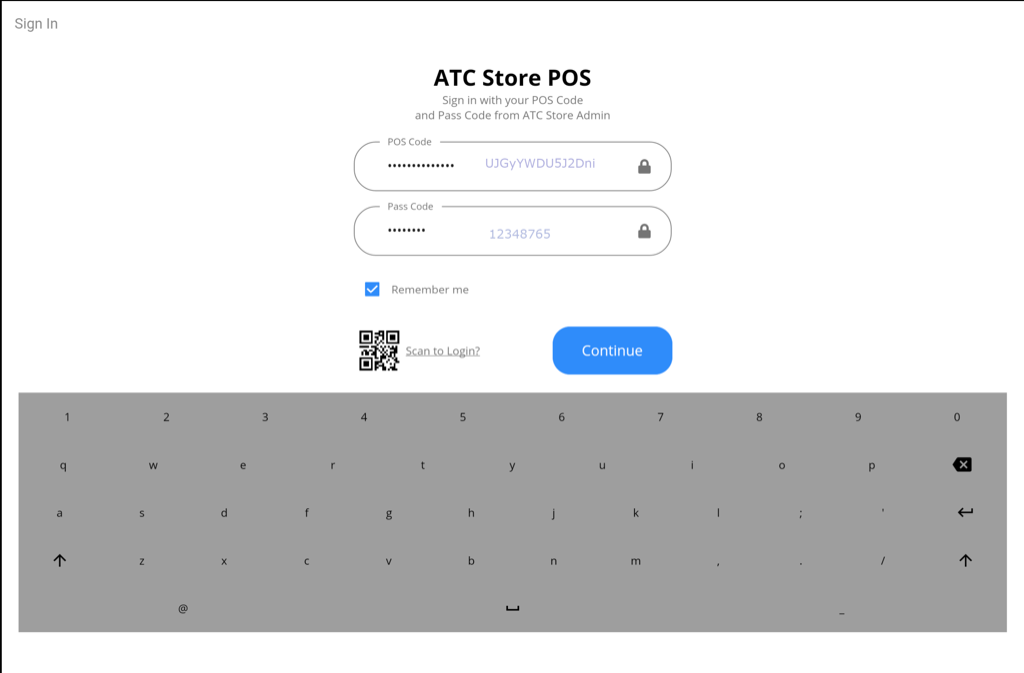 Sign In
ATC Store POS
Sign in with your POS Code
and Pass Code from ATC Store Admin
POS Code
•••••••••••••• UJGyYWDU5J2Dni
Pass Code
•••••••• 12348765
Remember me
Scan to Login?
Continue
1 2 3 4 5 6 7 8 9 0
q w e r t y u i o p
a s d f g h j k l ; '
z x c v b n m , . /
@ _